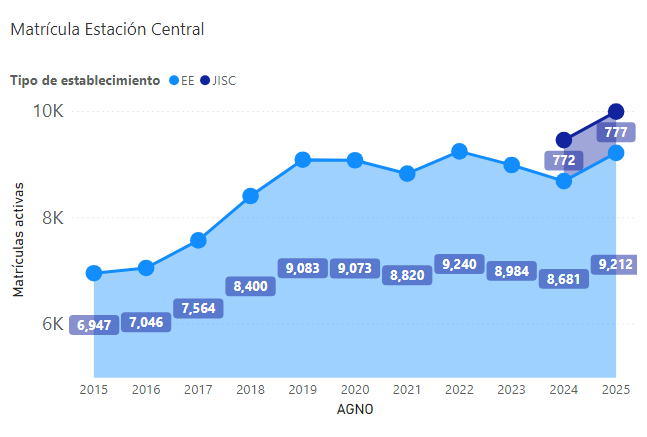 Matrícula Estación Central
Tipo de establecimiento EE JISC
10K
8K
6K
Matrículas activas
772
777
6,947
7,046
7,564
8,400
9,083
9,073
8,820
9,240
8,984
8,681
9,212
2015 2016 2017 2018 2019 2020 2021 2022 2023 2024 2025
AGNO